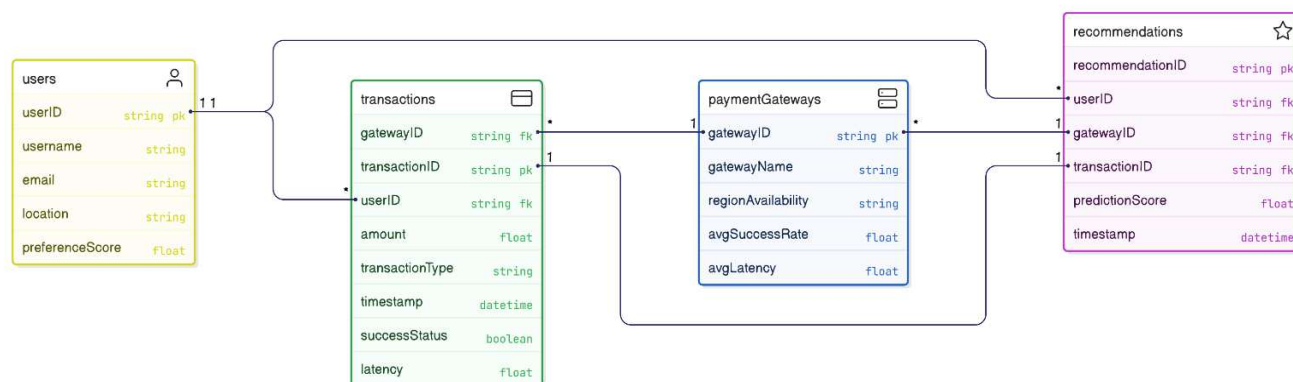 users
userID string pk
username string
email string
location string
preferenceScore float
1 1
*
transactions
gatewayID string fk
transactionID string pk
userID string fk
amount float
transactionType string
timestamp datetime
successStatus boolean
latency float
*
1
1
paymentGateways
gatewayID string pk
gatewayName string
regionAvailability string
avgSuccessRate float
avgLatency float
*
*
1
1
recommendations
recommendationID string pk
userID string fk
gatewayID string fk
transactionID string fk
predictionScore float
timestamp datetime